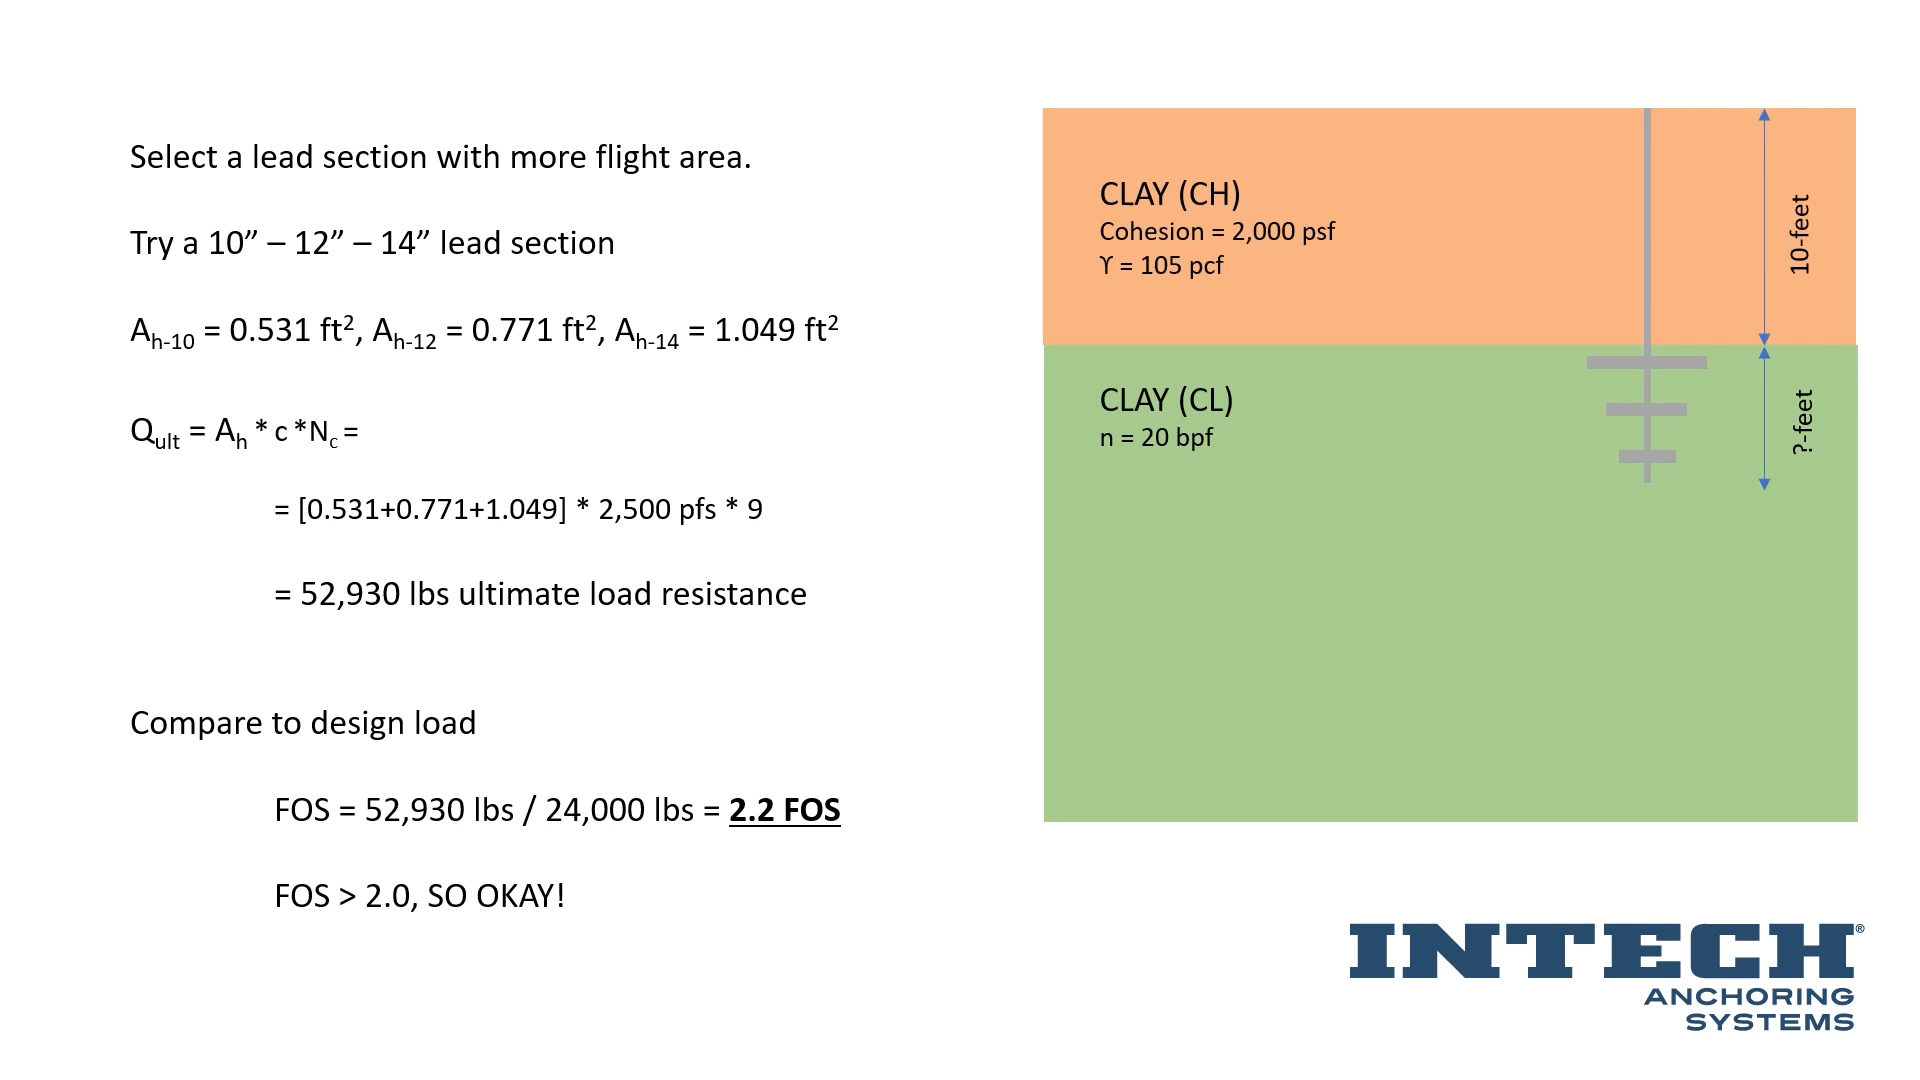 Select a lead section with more flight area.
Try a 10” – 12” – 14” lead section
Ah-10 = 0.531 ft², Ah-12 = 0.771 ft², Ah-14 = 1.049 ft²
Qult = Ah * c *Nc =
= [0.531+0.771+1.049] * 2,500 pfs * 9
= 52,930 lbs ultimate load resistance
Compare to design load
FOS = 52,930 lbs / 24,000 lbs = 2.2 FOS
FOS > 2.0, SO OKAY!
CLAY (CH)
Cohesion = 2,000 psf
ϒ = 105 pcf
10-feet
CLAY (CL)
n = 20 bpf
?-feet
INTECH®
ANCHORING
SYSTEMS